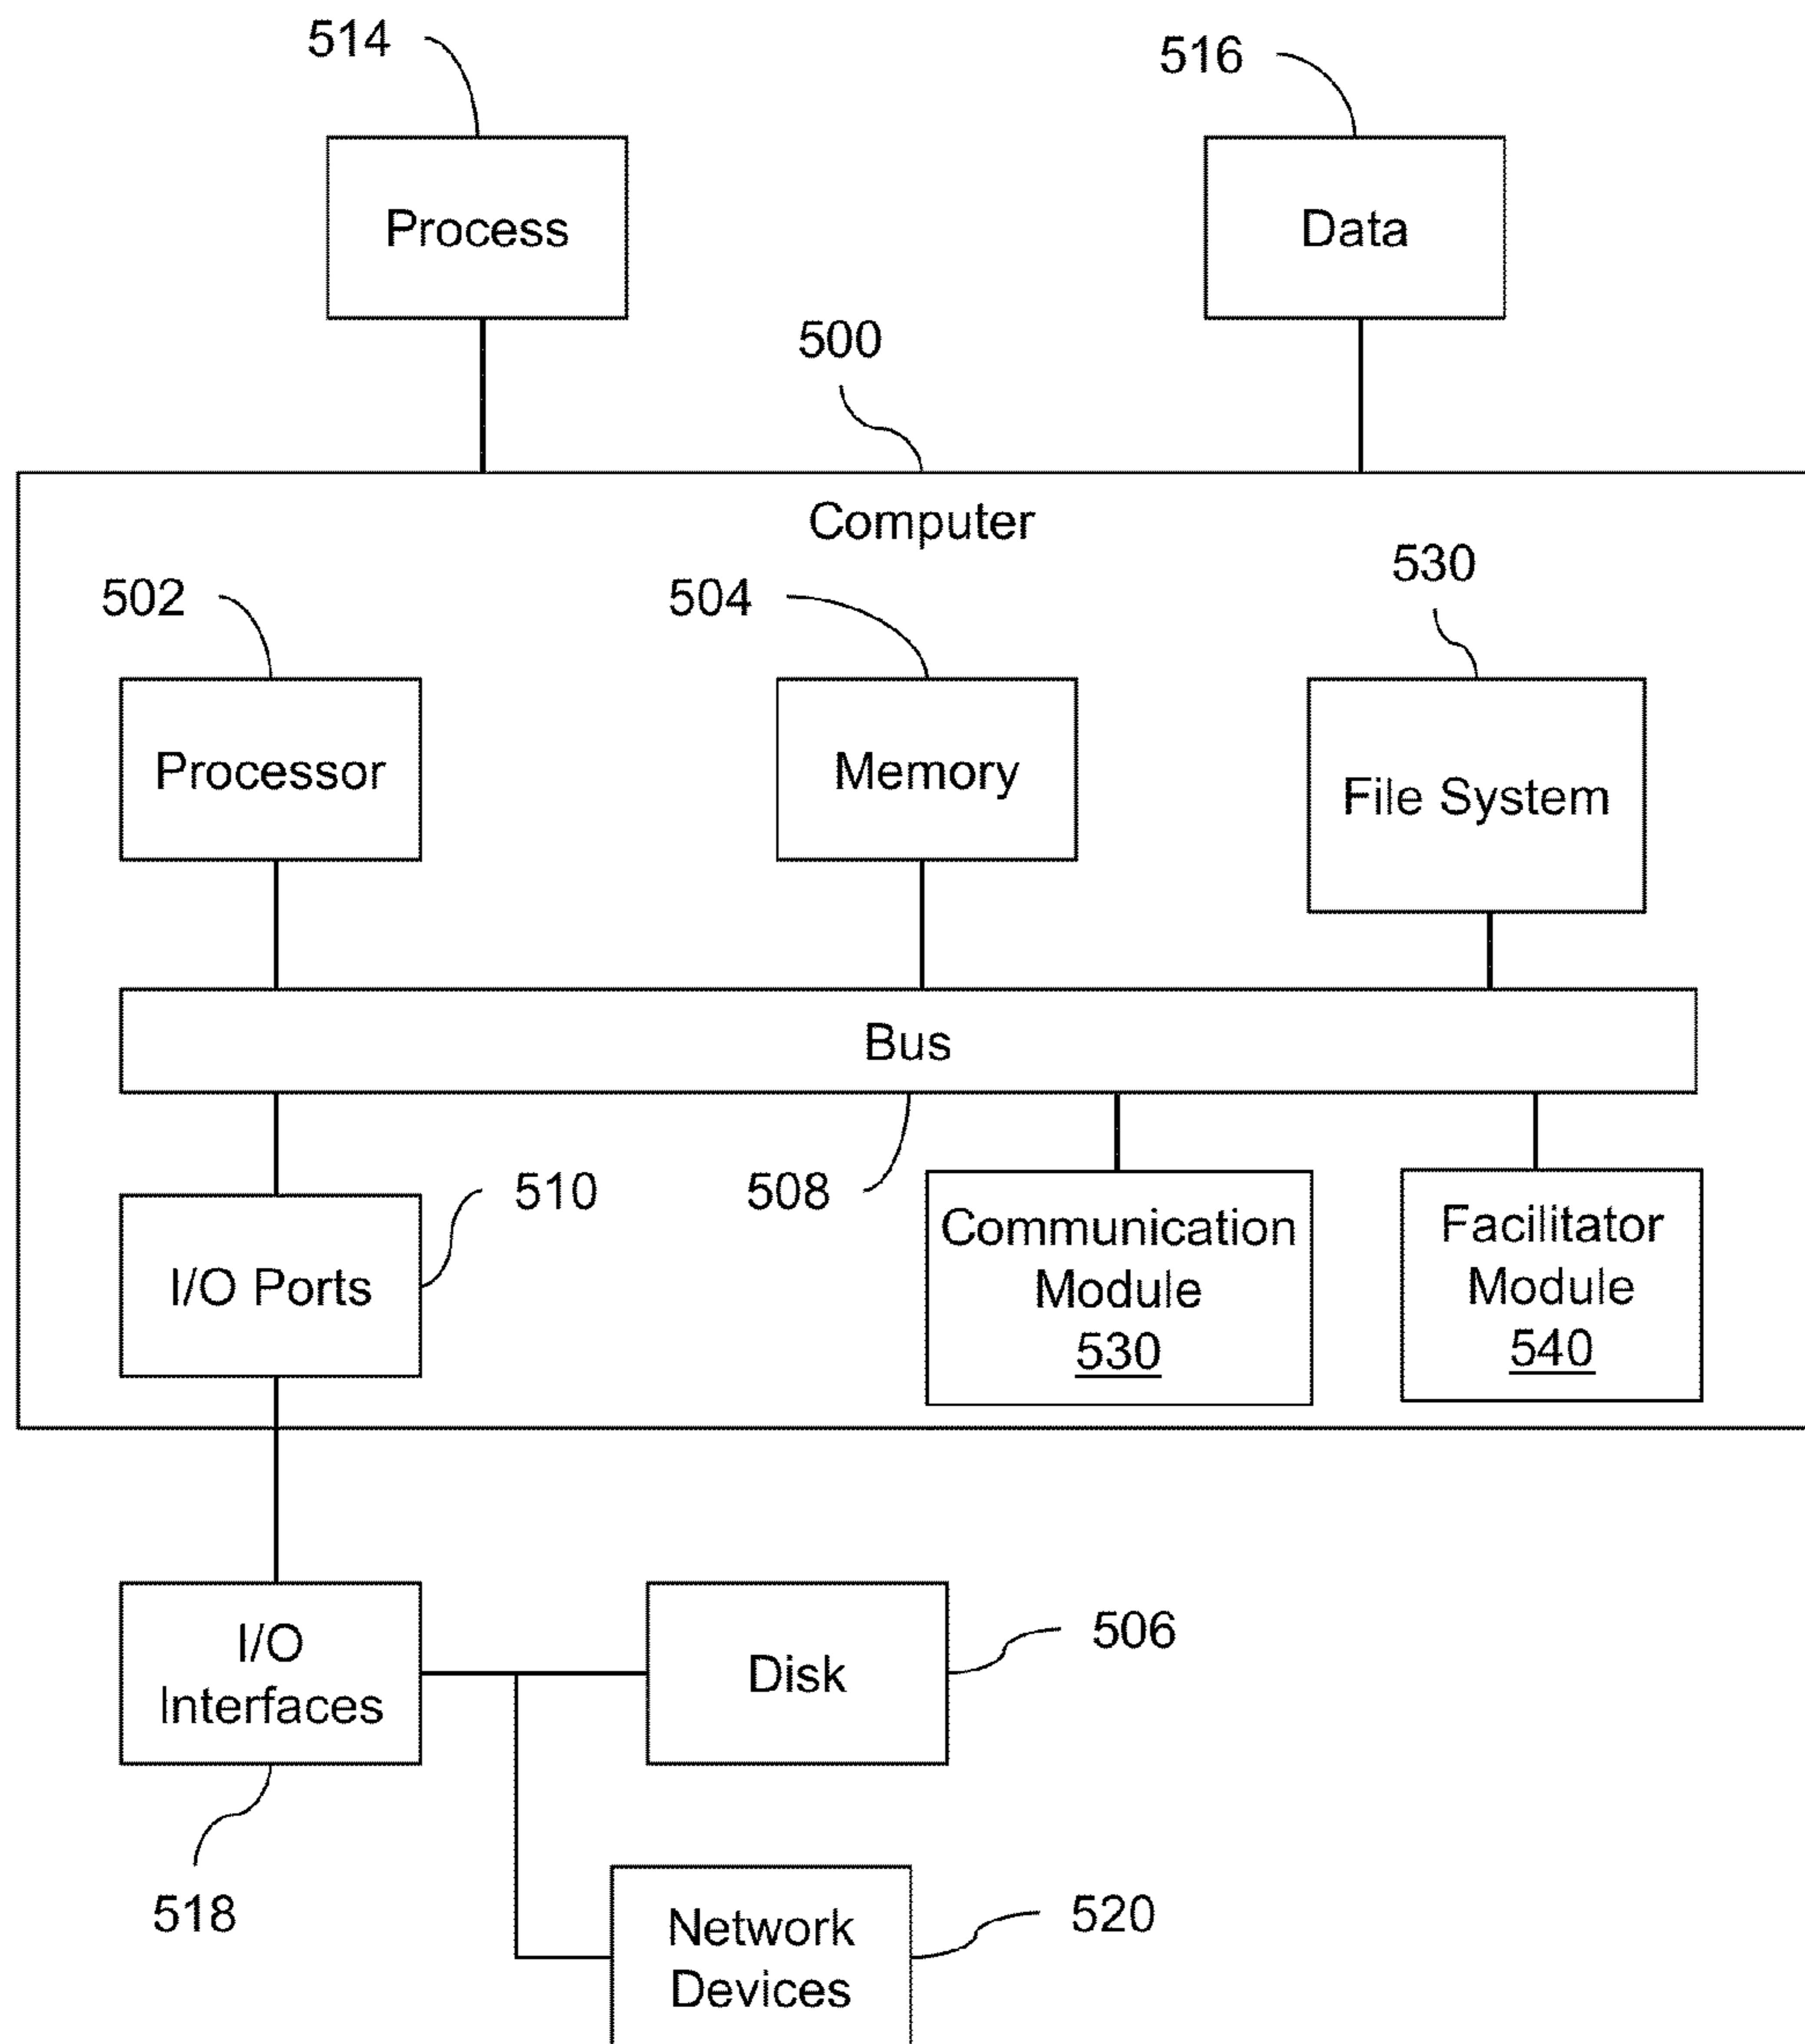 514
516
Process
Data
500
Computer
502
504
530
Processor
Memory
File System
Bus
510
508
I/O Ports
Communication
Module
530
Facilitator
Module
540
I/O
Interfaces
Disk
506
518
Network
Devices
520